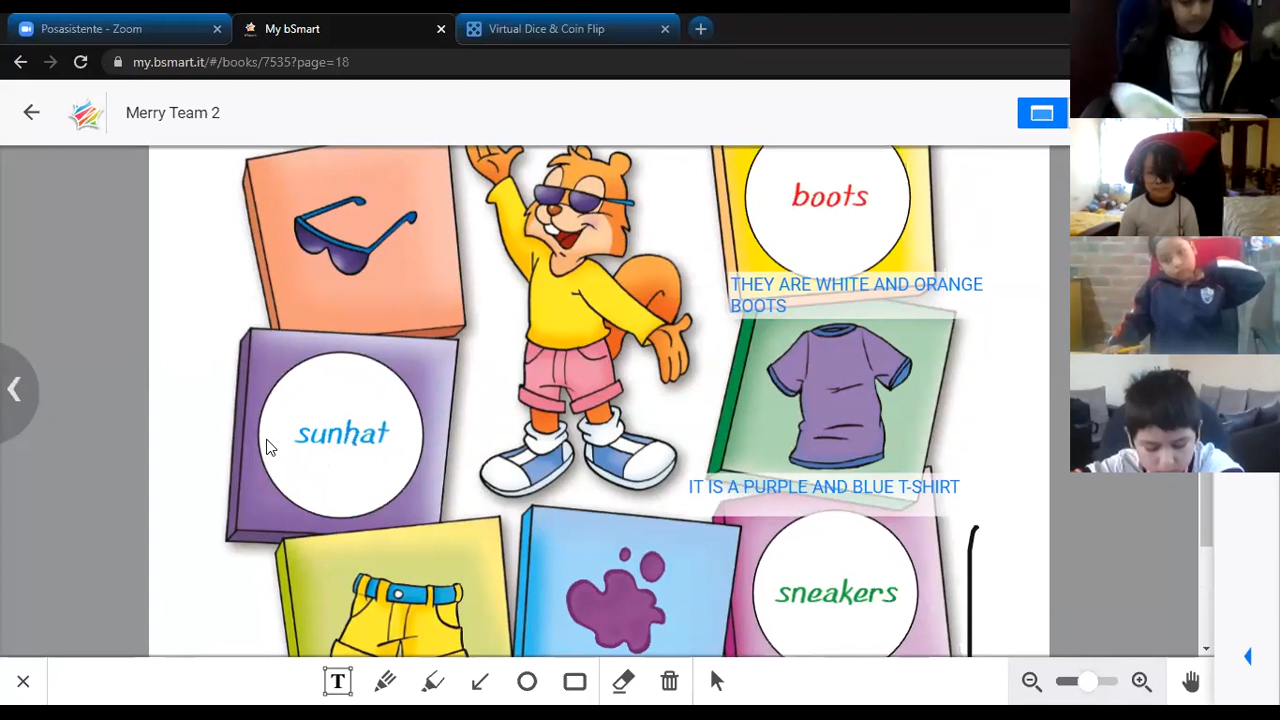 Posasistente - Zoom
My bSmart
Virtual Dice & Coin Flip
my.bsmart.it/#/books/7535?page=18
Merry Team 2
boots
THEY ARE WHITE AND ORANGE
BOOTS
sunhat
IT IS A PURPLE AND BLUE T-SHIRT
sneakers
T